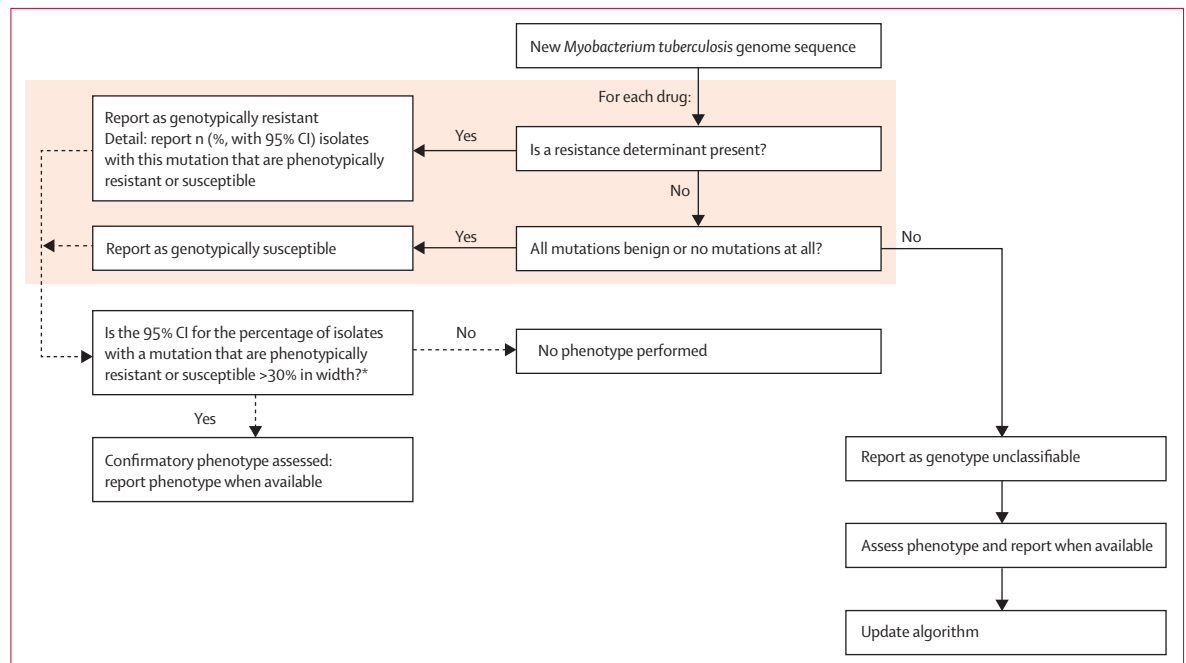 New Myobacterium tuberculosis genome sequence
For each drug:
Report as genotypically resistant
Detail: report n (%, with 95% CI) isolates
with this mutation that are phenotypically
resistant or susceptible
Yes
Is a resistance determinant present?
No
Report as genotypically susceptible
Yes
All mutations benign or no mutations at all?
No
Is the 95% CI for the percentage of isolates
with a mutation that are phenotypically
resistant or susceptible >30% in width?*
No
No phenotype performed
Yes
Confirmatory phenotype assessed:
report phenotype when available
Report as genotype unclassifiable
Assess phenotype and report when available
Update algorithm